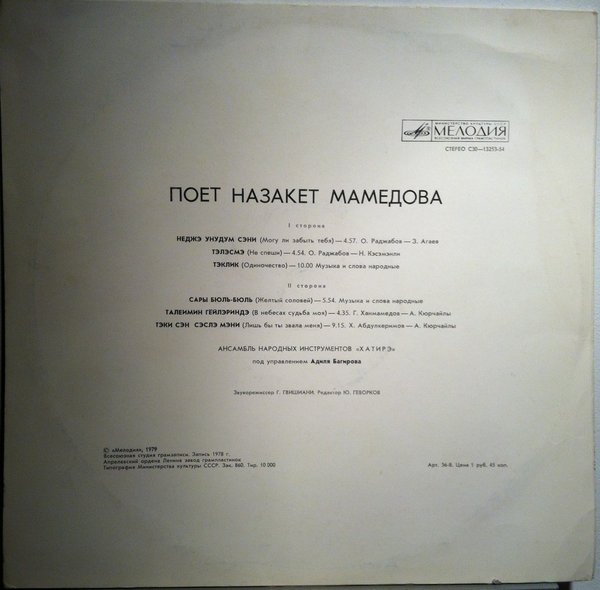 МИНИСТЕРСТВО КУЛЬТУРЫ СССР
МЕЛОДИЯ
ВСЕСОЮЗНАЯ ФИРМА ГРАМПЛАСТИНОК
СТЕРЕО С30—13253-54
ПОЕТ НАЗАКЕТ МАМЕДОВА
I сторона
НЕДЖЭ УНУДУМ СЭНИ (Могу ли забыть тебя) — 4.57. О. Раджабов — З. Агаев
ТЭЛЭСМЭ (Не спеши) — 4.54. О. Раджабов — Н. Кэсэмэнли
ТЭКЛИК (Одиночество) — 10.00 Музыка и слова народные
II сторона
САРЫ БЮЛЬ-БЮЛЬ (Желтый соловей) — 5.54. Музыка и слова народные
ТАЛЕИМИН ГЕЙЛЭРИНДЭ (В небесах судьба моя) — 4.35. Г. Ханмамедов — А. Кюрчайлы
ТЭКИ СЭН СЭСЛЭ МЭНИ (Лишь бы ты звала меня) — 9.15. Х. Абдулкеримов — А. Кюрчайлы
АНСАМБЛЬ НАРОДНЫХ ИНСТРУМЕНТОВ «ХАТИРЭ»
под управлением Адиля Багирова
Звукорежиссер Г. ГВИШИАНИ. Редактор Ю. ГЕВОРКОВ
© «Мелодия», 1979
Всесоюзная студия грамзаписи. Запись 1978 г.
Апрелевский ордена Ленина завод грампластинок
Типография Министерства культуры СССР. Зак. 860. Тир. 10 000
Арт. 36-8. Цена 1 руб. 45 коп.